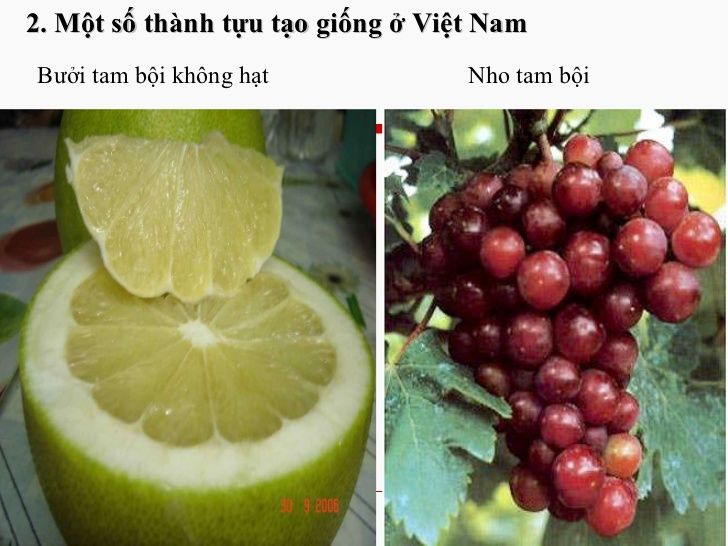 2. Một số thành tựu tạo giống ở Việt Nam
Bưởi tam bội không hạt
Nho tam bội
30 9 2006